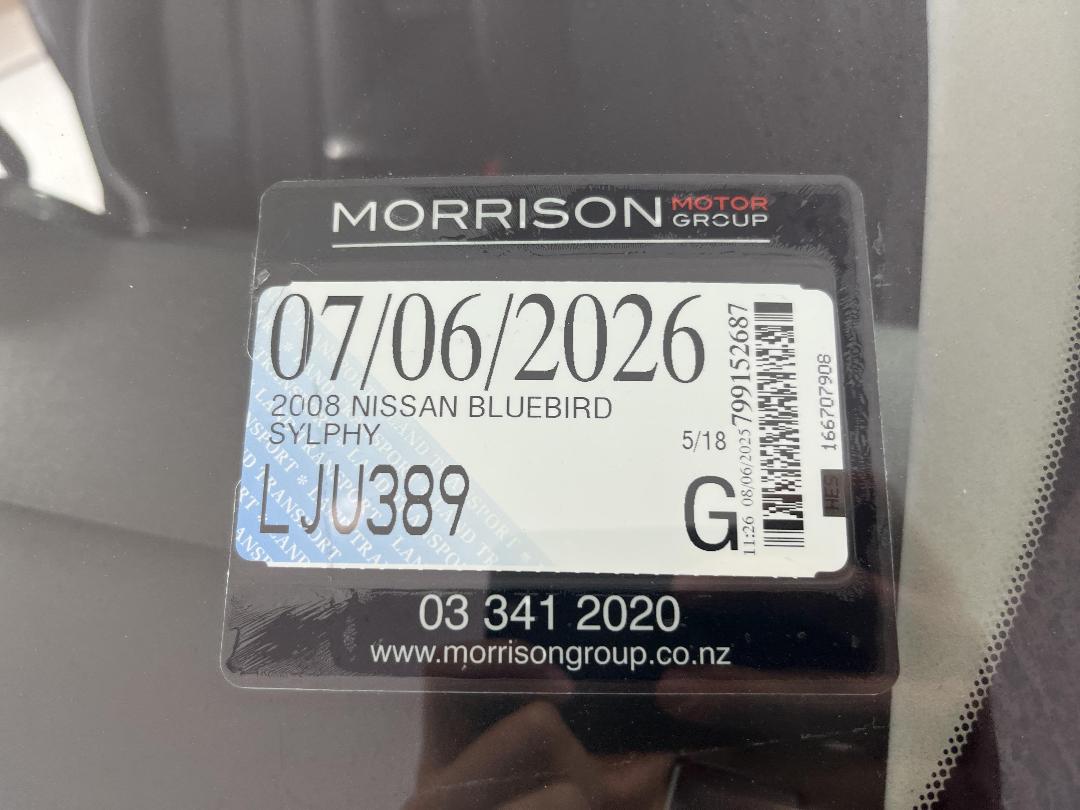 MORRISON MOTOR GROUP
07/06/2026
2008 NISSAN BLUEBIRD
SYLPHY
5/18
LJU389
G
11:26 08/06/2025 799152687
166707908
HES
03 341 2020
www.morrisongroup.co.nz